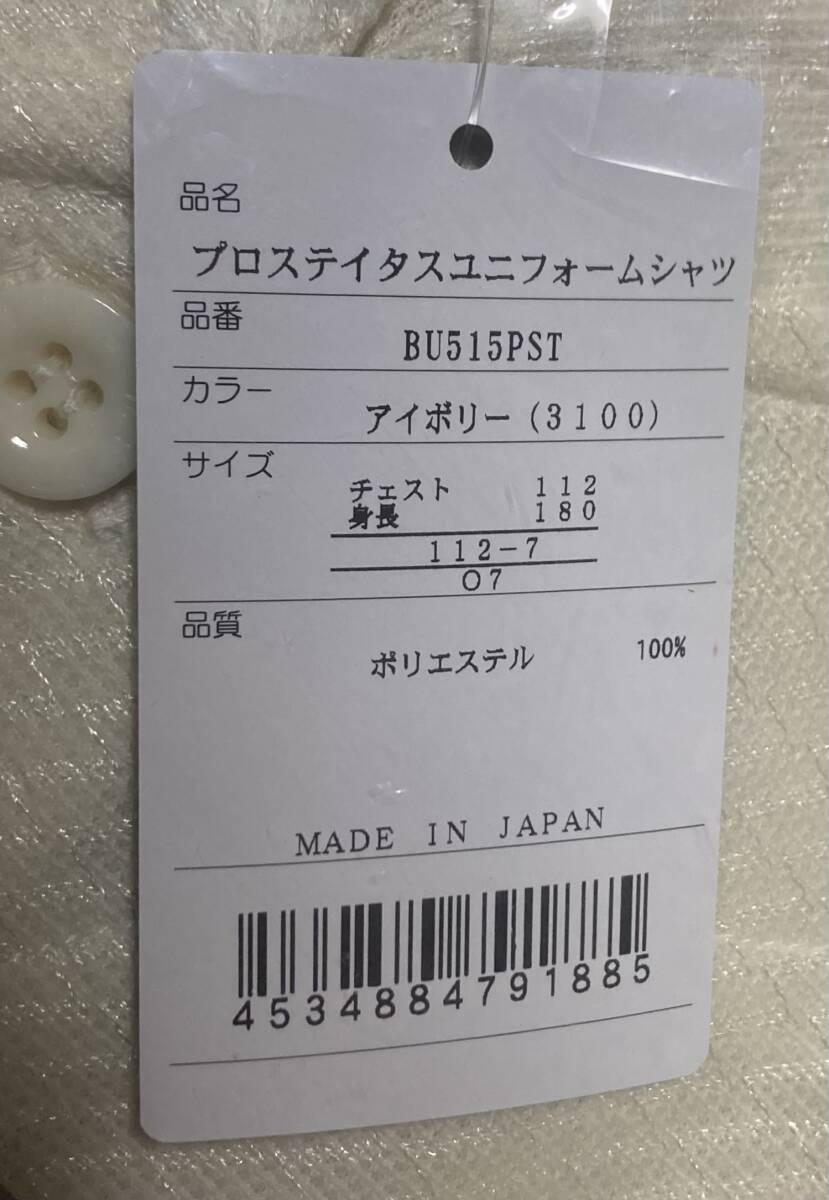 品名
プロステイタスユニフォームシャツ
品番
BU515PST
カラー
アイボリー(3100)
サイズ
チェスト 112
身長 180
112-7
O7
品質
ポリエステル 100%
MADE IN JAPAN
4534884791885